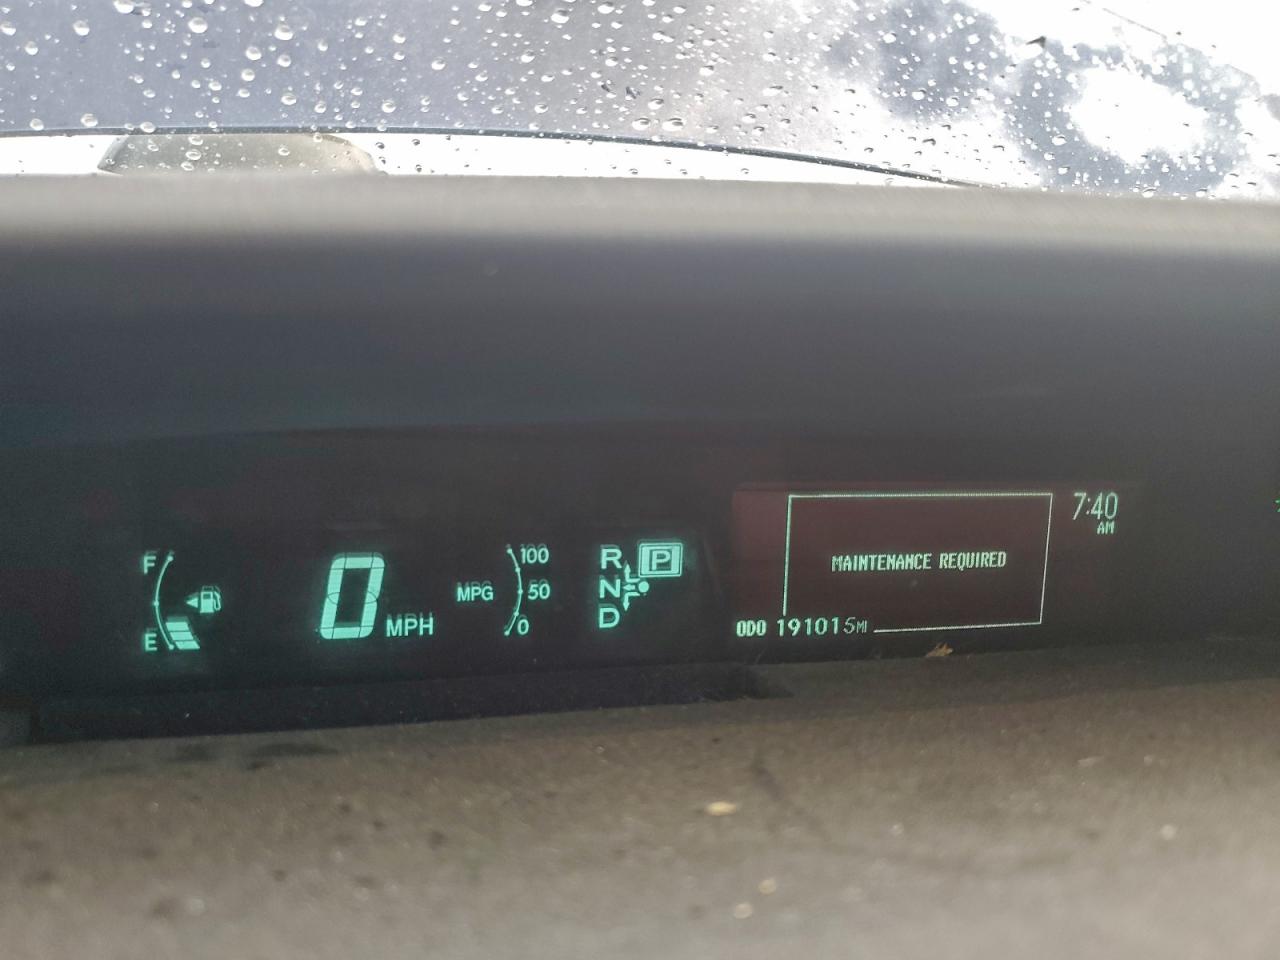 F
E
0 MPH
MPG
100
50
0
R
N
D
P
MAINTENANCE REQUIRED
7:40
AM
ODO 191015MI